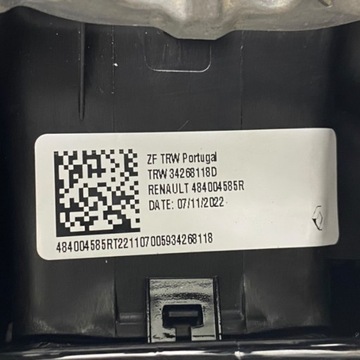 ZF TRW Portugal
TRW 34268118D
RENAULT 484004585R
DATE: 07/11/2022
484004585RT221107005934268118